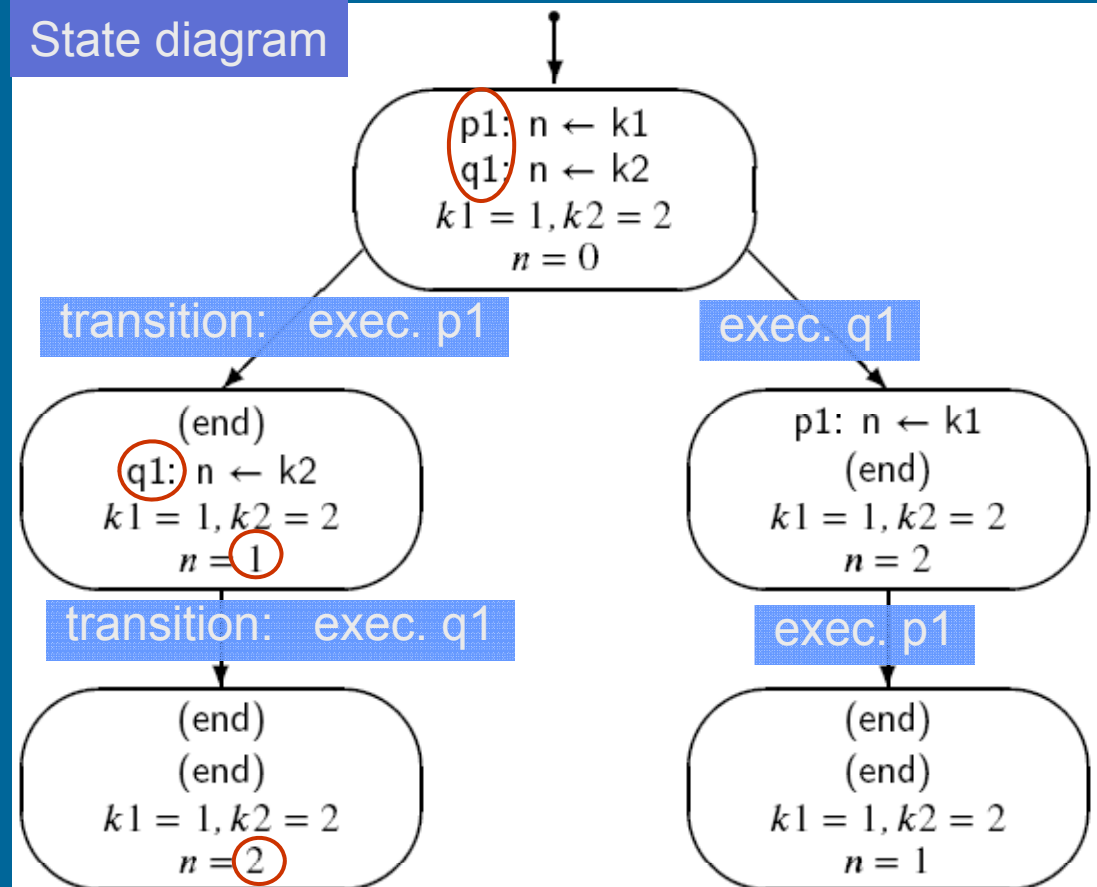 State diagram
p1: n ← k1
q1: n ← k2
k1 = 1, k2 = 2
n = 0
transition: exec. p1
exec. q1
(end)
q1: n ← k2
k1 = 1, k2 = 2
n = 1
p1: n ← k1
(end)
k1 = 1, k2 = 2
n = 2
transition: exec. q1
exec. p1
(end)
(end)
k1 = 1, k2 = 2
n = 2
(end)
(end)
k1 = 1, k2 = 2
n = 1